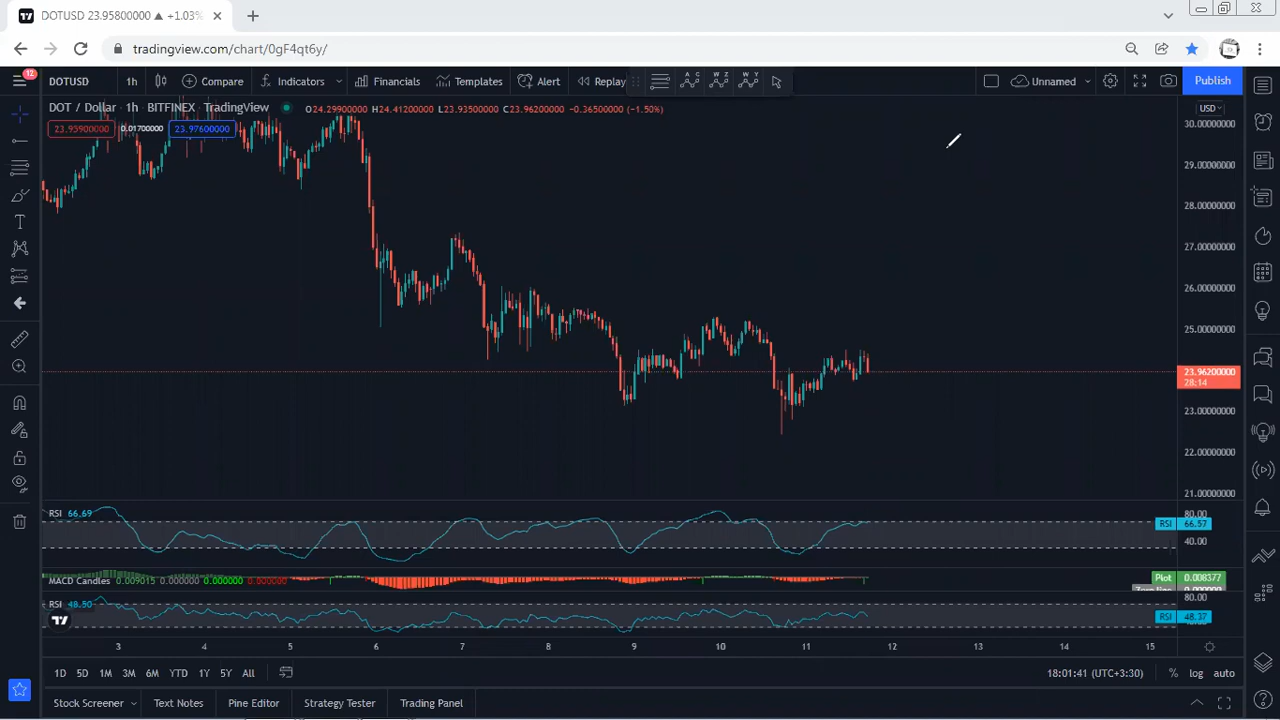 DOTUSD 23.95800000 ▲ +1.03%
tradingview.com/chart/0gF4qt6y/
12
DOTUSD 1h Compare Indicators Financials Templates Alert Replay A C W Z W Y Unnamed Publish
DOT / Dollar · 1h · BITFINEX · TradingView O24.29900000 H24.41200000 L23.93500000 C23.96200000 −0.36500000 (−1.50%) USD
23.95900000 0.01700000 23.97600000
30.00000000
29.00000000
28.00000000
27.00000000
26.00000000
25.00000000
23.96200000
28:14
23.00000000
22.00000000
21.00000000
RSI 66.69 80.00
RSI 66.57
40.00
MACD Candles 0.009015 0.000000 0.000000 0.000000 Plot 0.008377
RSI 48.50 80.00
RSI 48.37
3 4 5 6 7 8 9 10 11 12 13 14 15
1D 5D 1M 3M 6M YTD 1Y 5Y All 18:01:41 (UTC+3:30) % log auto
Stock Screener Text Notes Pine Editor Strategy Tester Trading Panel